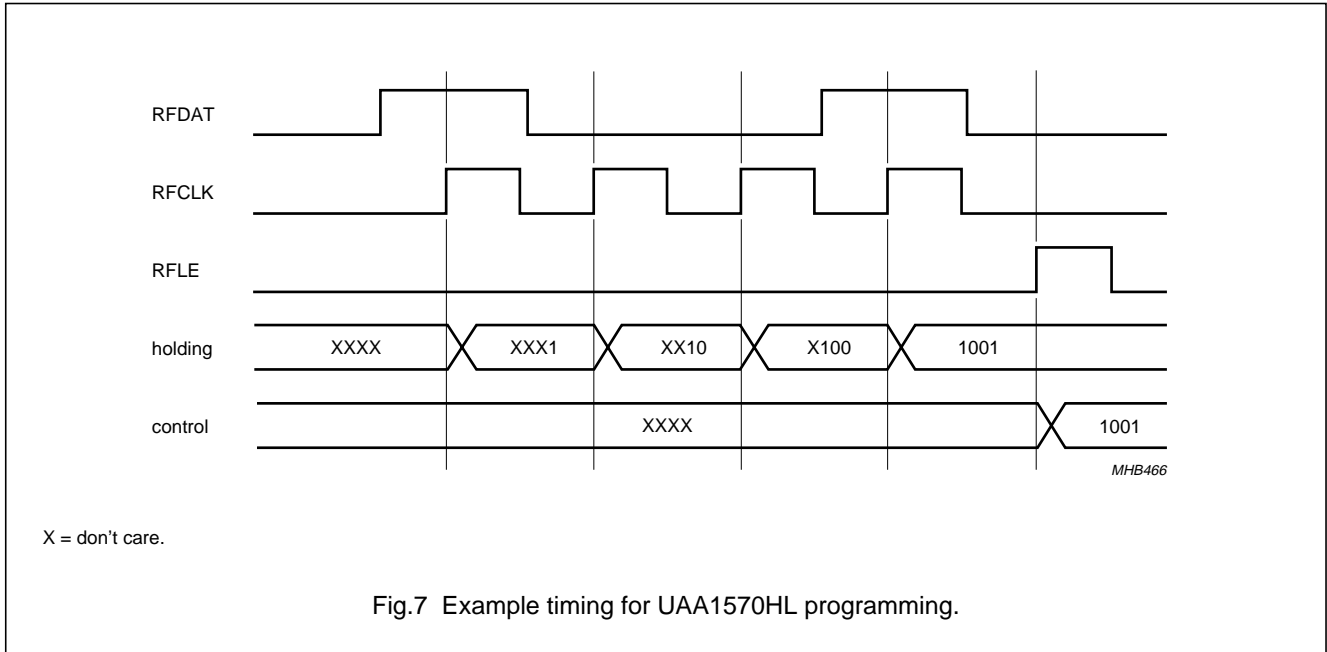 RFDAT
RFCLK
RFLE
holding XXXX XXX1 XX10 X100 1001
control XXXX 1001
MHB466
X = don't care.
Fig.7 Example timing for UAA1570HL programming.